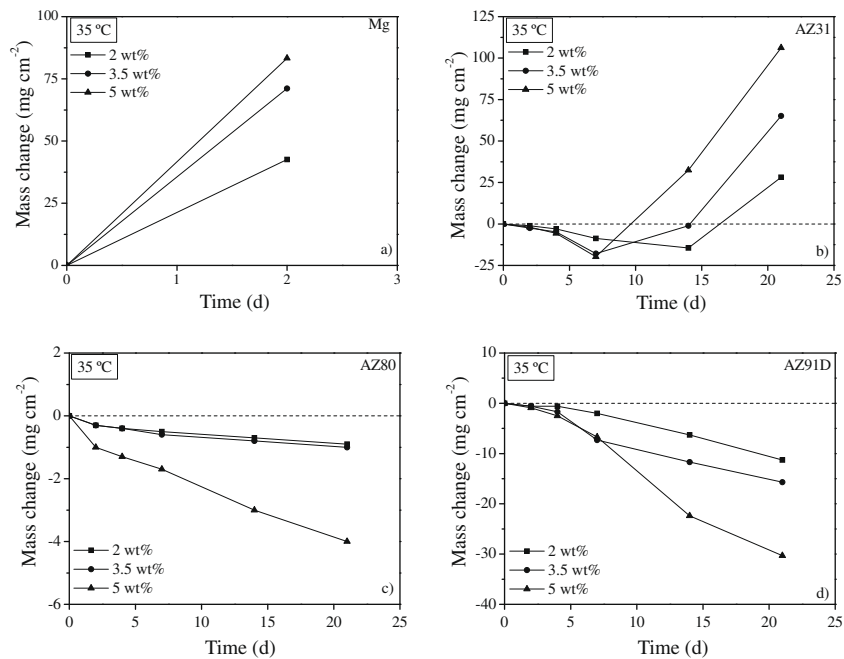 35 ºC
Mg
2 wt%
3.5 wt%
5 wt%
Mass change (mg cm-2)
100
75
50
25
0
0
1
2
3
Time (d)
a)
35 ºC
AZ31
2 wt%
3.5 wt%
5 wt%
Mass change (mg cm-2)
125
100
75
50
25
0
-25
0
5
10
15
20
25
Time (d)
b)
35 ºC
AZ80
Mass change (mg cm-2)
2
0
-2
-4
-6
2 wt%
3.5 wt%
5 wt%
c)
0
5
10
15
20
25
Time (d)
35 ºC
AZ91D
Mass change (mg cm-2)
10
0
-10
-20
-30
-40
2 wt%
3.5 wt%
5 wt%
d)
0
5
10
15
20
25
Time (d)